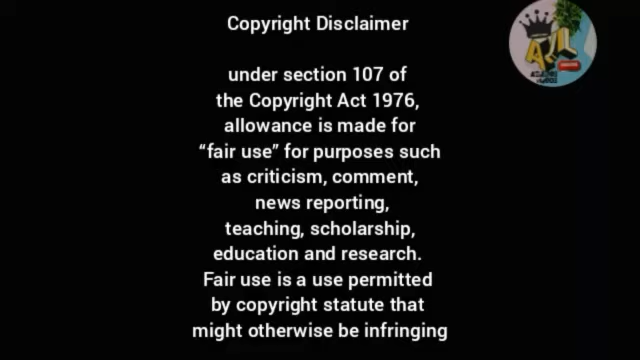 Copyright Disclaimer
under section 107 of
the Copyright Act 1976,
allowance is made for
“fair use” for purposes such
as criticism, comment,
news reporting,
teaching, scholarship,
education and research.
Fair use is a use permitted
by copyright statute that
might otherwise be infringing